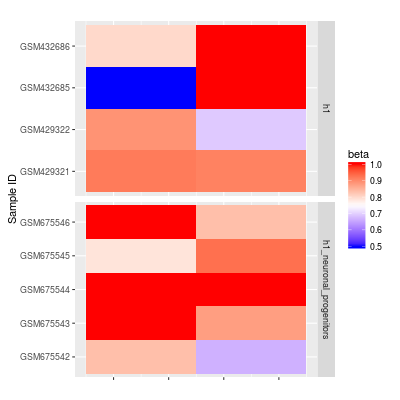 GSM432686
GSM432685
GSM429322
GSM429321
h1
GSM675546
GSM675545
GSM675544
GSM675543
GSM675542
h1_neuronal_progenitors
Sample ID
beta
1.0
0.9
0.8
0.7
0.6
0.5